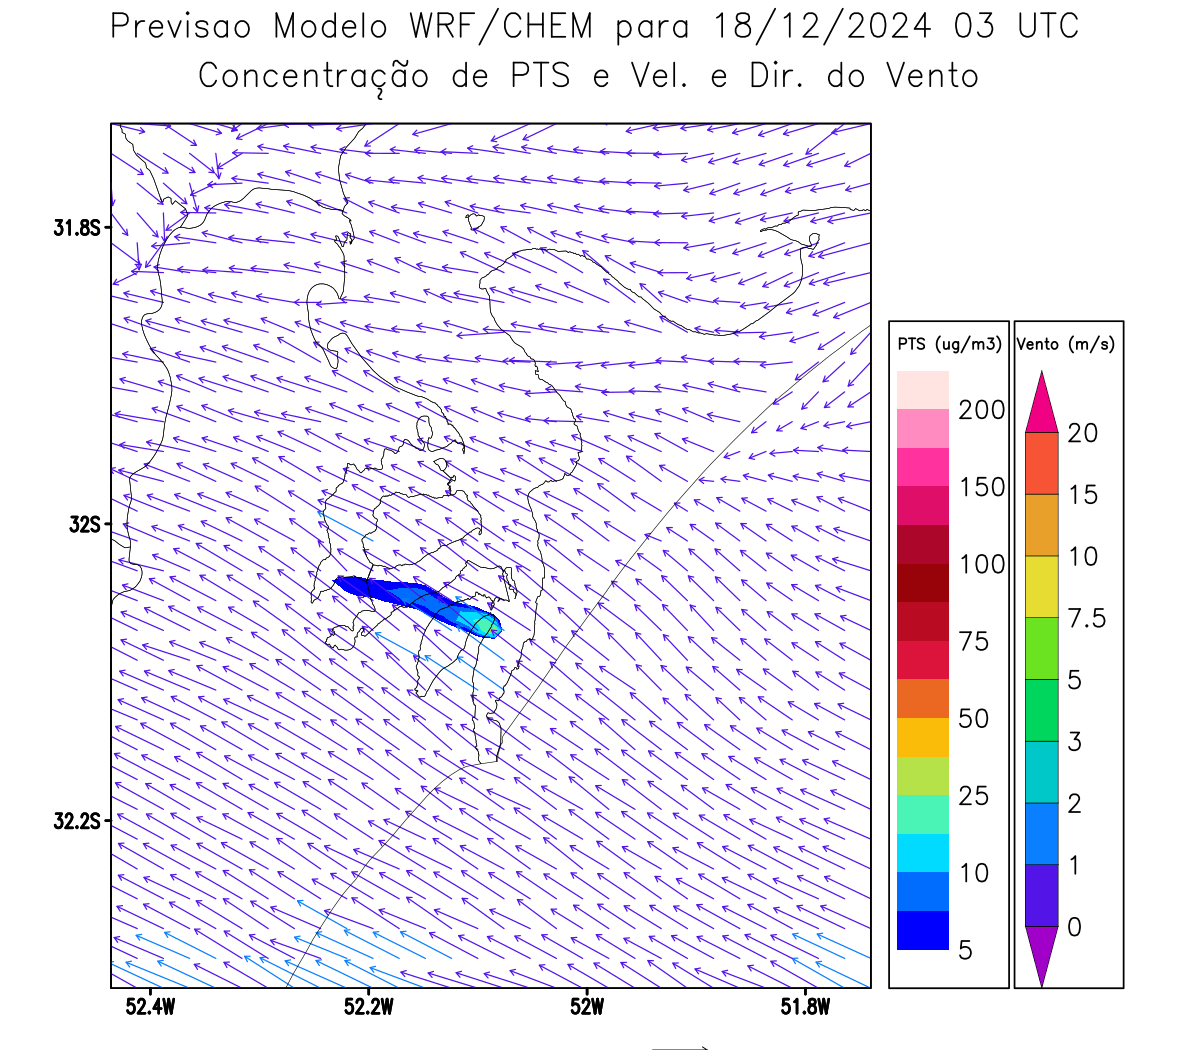 Previsao Modelo WRF/CHEM para 18/12/2024 03 UTC
Concentração de PTS e Vel. e Dir. do Vento
31.8S
32S
32.2S
52.4W
52.2W
52W
51.8W
PTS (ug/m3)
200
150
100
75
50
25
10
5
Vento (m/s)
20
15
10
7.5
5
3
2
1
0